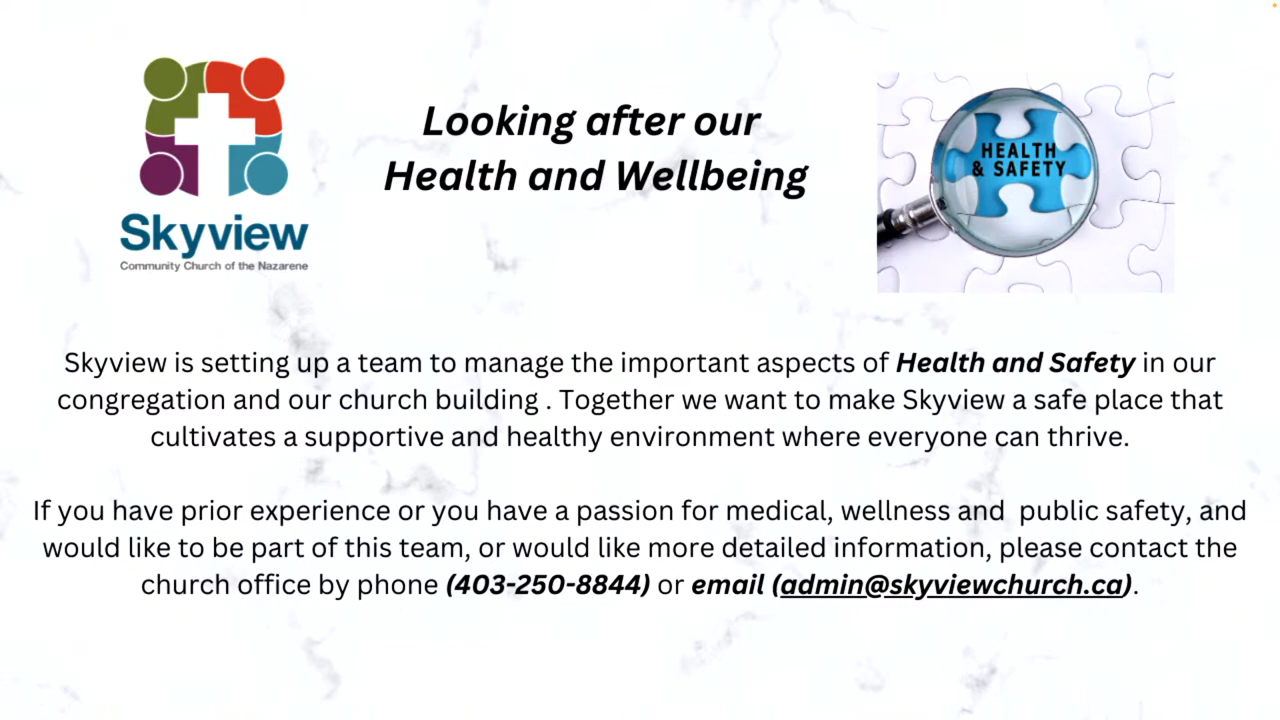 Skyview
Community Church of the Nazarene
Looking after our
Health and Wellbeing
HEALTH
& SAFETY
Skyview is setting up a team to manage the important aspects of Health and Safety in our
congregation and our church building . Together we want to make Skyview a safe place that
cultivates a supportive and healthy environment where everyone can thrive.
If you have prior experience or you have a passion for medical, wellness and  public safety, and
would like to be part of this team, or would like more detailed information, please contact the
church office by phone (403-250-8844) or email (admin@skyviewchurch.ca).